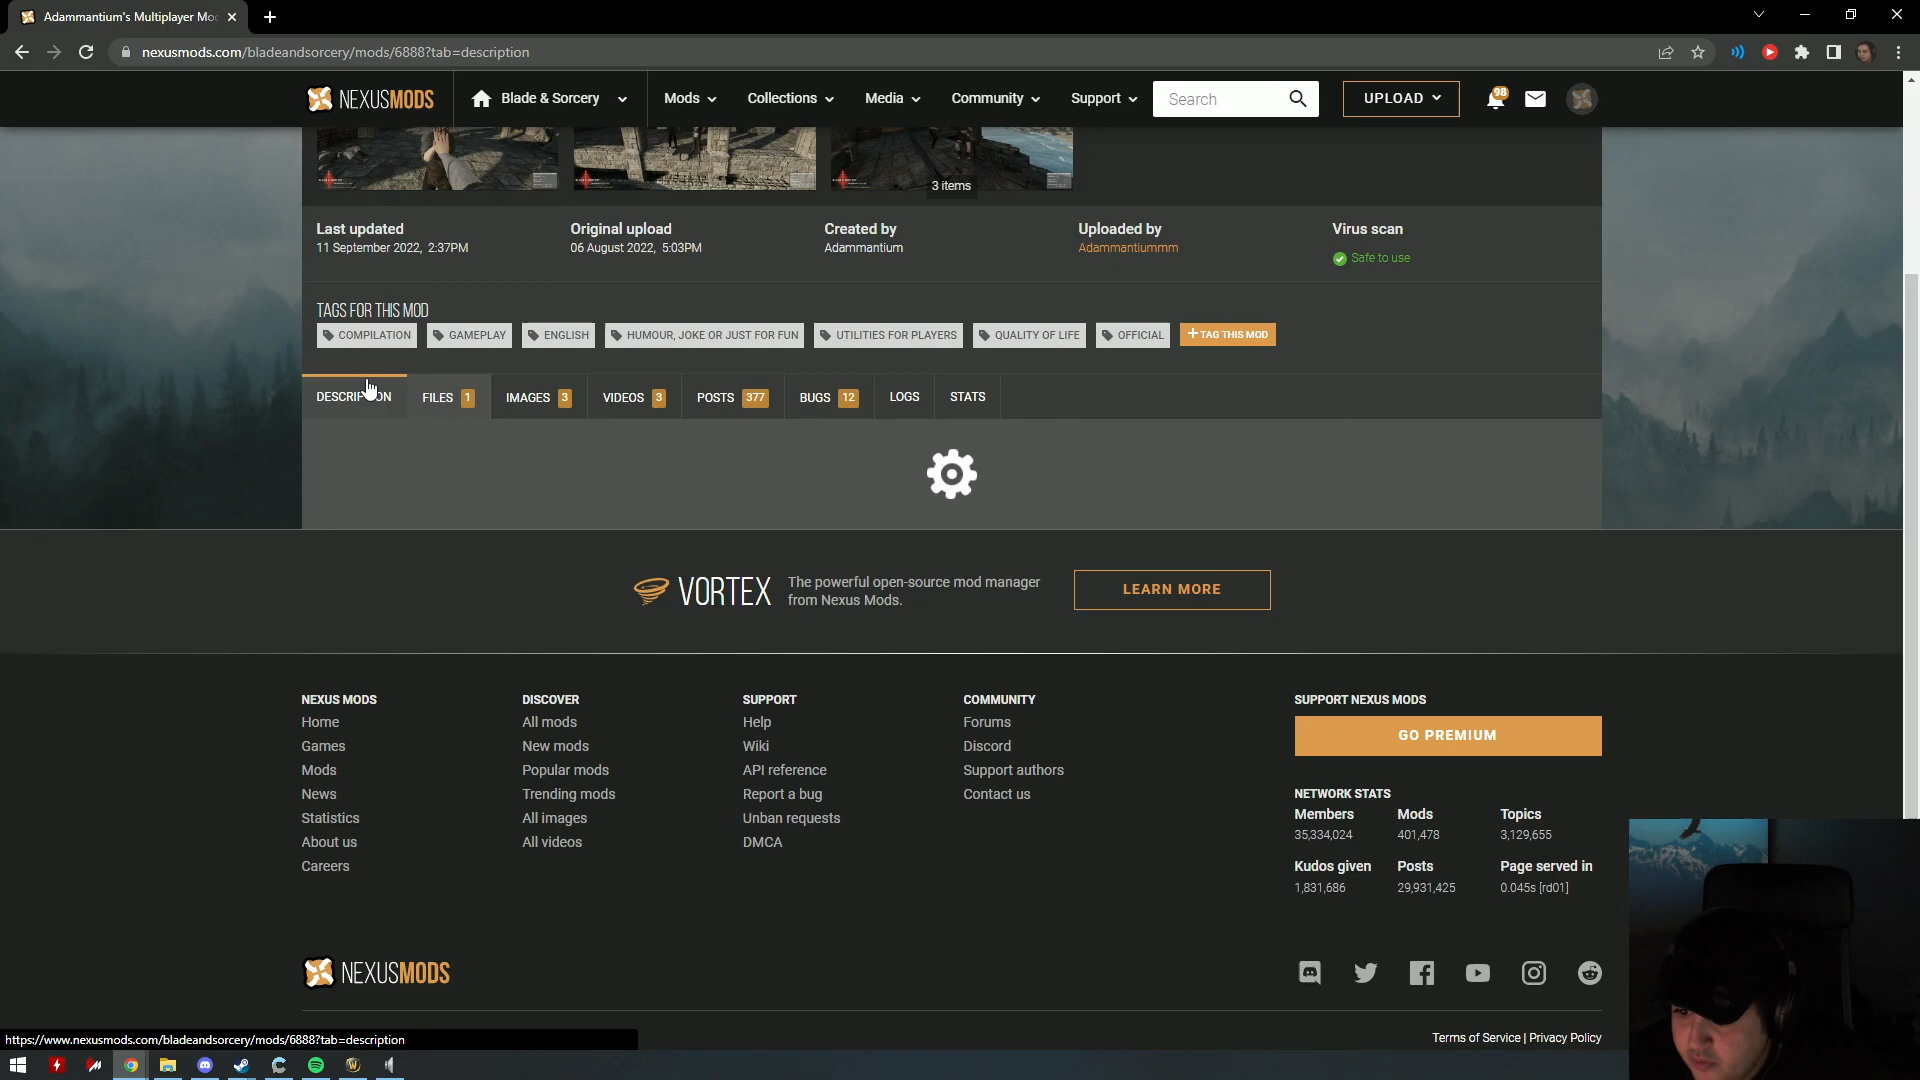 Adammantium's Multiplayer Mo
nexusmods.com/bladeandsorcery/mods/6888?tab=description
NEXUSMODS
Blade & Sorcery
Mods
Collections
Media
Community
Support
Search
UPLOAD
98
3 items
Last updated
11 September 2022, 2:37PM
Original upload
06 August 2022, 5:03PM
Created by
Adammantium
Uploaded by
Adammantiummm
Virus scan
Safe to use
TAGS FOR THIS MOD
COMPILATION
GAMEPLAY
ENGLISH
HUMOUR, JOKE OR JUST FOR FUN
UTILITIES FOR PLAYERS
QUALITY OF LIFE
OFFICIAL
+ TAG THIS MOD
DESCRIPTION
FILES 1
IMAGES 3
VIDEOS 3
POSTS 377
BUGS 12
LOGS
STATS
VORTEX
The powerful open-source mod manager
from Nexus Mods.
LEARN MORE
NEXUS MODS
Home
Games
Mods
News
Statistics
About us
Careers
DISCOVER
All mods
New mods
Popular mods
Trending mods
All images
All videos
SUPPORT
Help
Wiki
API reference
Report a bug
Unban requests
DMCA
COMMUNITY
Forums
Discord
Support authors
Contact us
SUPPORT NEXUS MODS
GO PREMIUM
NETWORK STATS
Members
35,334,024
Mods
401,478
Topics
3,129,655
Kudos given
1,831,686
Posts
29,931,425
Page served in
0.045s [rd01]
NEXUSMODS
Terms of Service | Privacy Policy
https://www.nexusmods.com/bladeandsorcery/mods/6888?tab=description